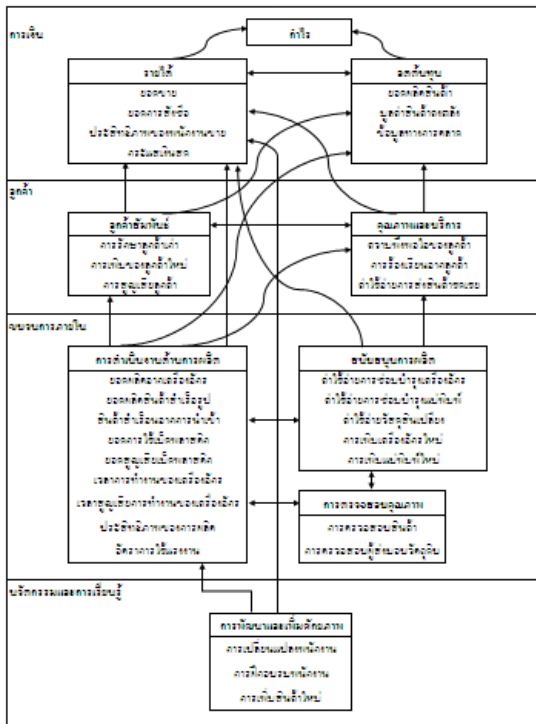 การเงิน
กำไร
รายได้
ยอดขาย
ยอดการสั่งซื้อ
ประสิทธิภาพของพนักงานขาย
กระแสเงินสด
ลดต้นทุน
ยอดผลิตสินค้า
มูลค่าสินค้าคงคลัง
ข้อมูลทางการตลาด
ลูกค้า
ลูกค้าสัมพันธ์
การรักษาลูกค้าเก่า
การเพิ่มของลูกค้าใหม่
การสูญเสียลูกค้า
คุณภาพและบริการ
ความพึงพอใจของลูกค้า
การร้องเรียนจากลูกค้า
ค่าใช้จ่ายการส่งสินค้าชดเชย
ขบวนการภายใน
การดำเนินงานด้านการผลิต
ยอดผลิตจากเครื่องจักร
ยอดผลิตสินค้าสำเร็จรูป
สินค้าสำเร็จจากการนำเข้า
ยอดการใช้เม็ดพลาสติก
ยอดสูญเสียเม็ดพลาสติก
เวลาการทำงานของเครื่องจักร
เวลาสูญเสียการทำงานของเครื่องจักร
ประสิทธิภาพของการผลิต
อัตราการใช้แรงงาน
สนับสนุนการผลิต
ค่าใช้จ่ายการซ่อมบำรุงเครื่องจักร
ค่าใช้จ่ายการซ่อมบำรุงแม่พิมพ์
ค่าใช้จ่ายวัสดุสิ้นเปลือง
การเพิ่มเครื่องจักรใหม่
การเพิ่มแม่พิมพ์ใหม่
การตรวจสอบคุณภาพ
การตรวจสอบสินค้า
การตรวจสอบผู้ส่งมอบวัตถุดิบ
นวัตกรรมและการเรียนรู้
การพัฒนาและเพิ่มศักยภาพ
การเปลี่ยนแปลงพนักงาน
การฝึกอบรมพนักงาน
การเพิ่มสินค้าใหม่